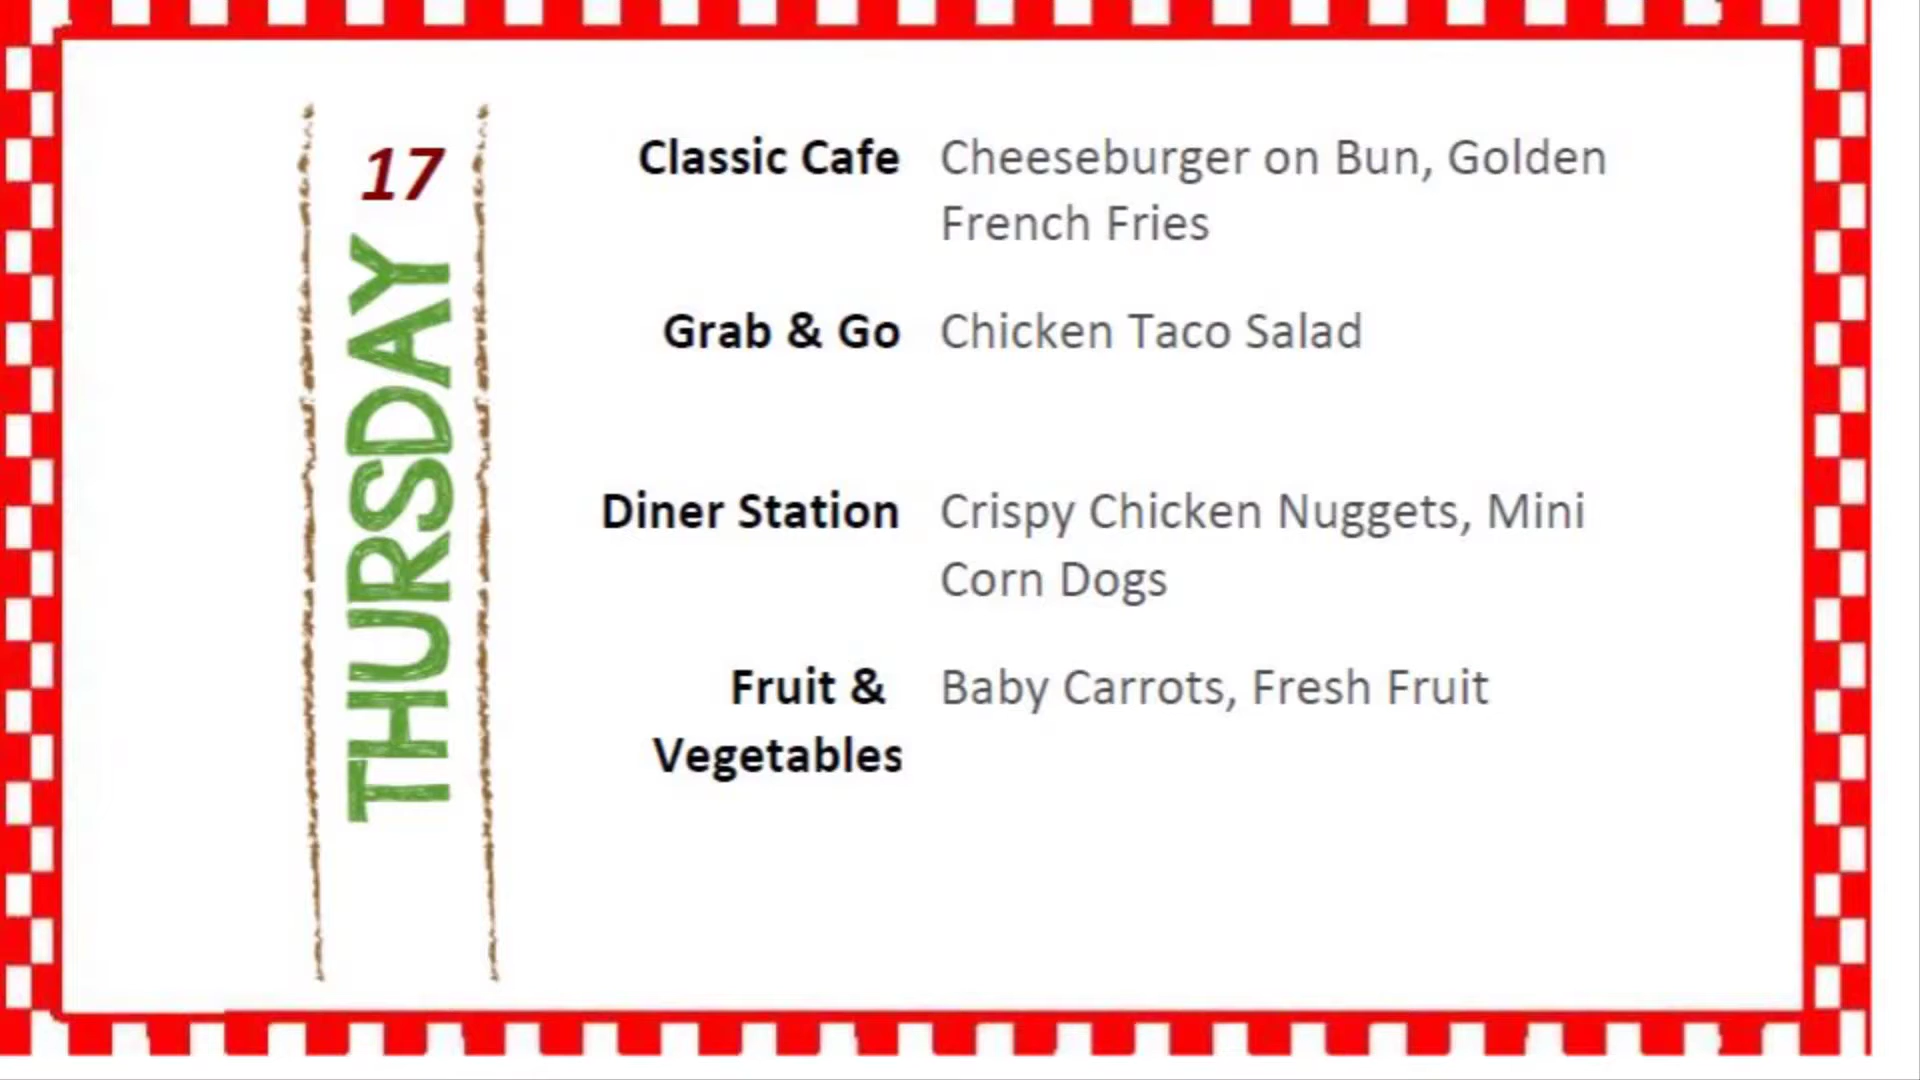 17
THURSDAY
Classic Cafe Cheeseburger on Bun, Golden
French Fries
Grab & Go Chicken Taco Salad
Diner Station Crispy Chicken Nuggets, Mini
Corn Dogs
Fruit & Baby Carrots, Fresh Fruit
Vegetables